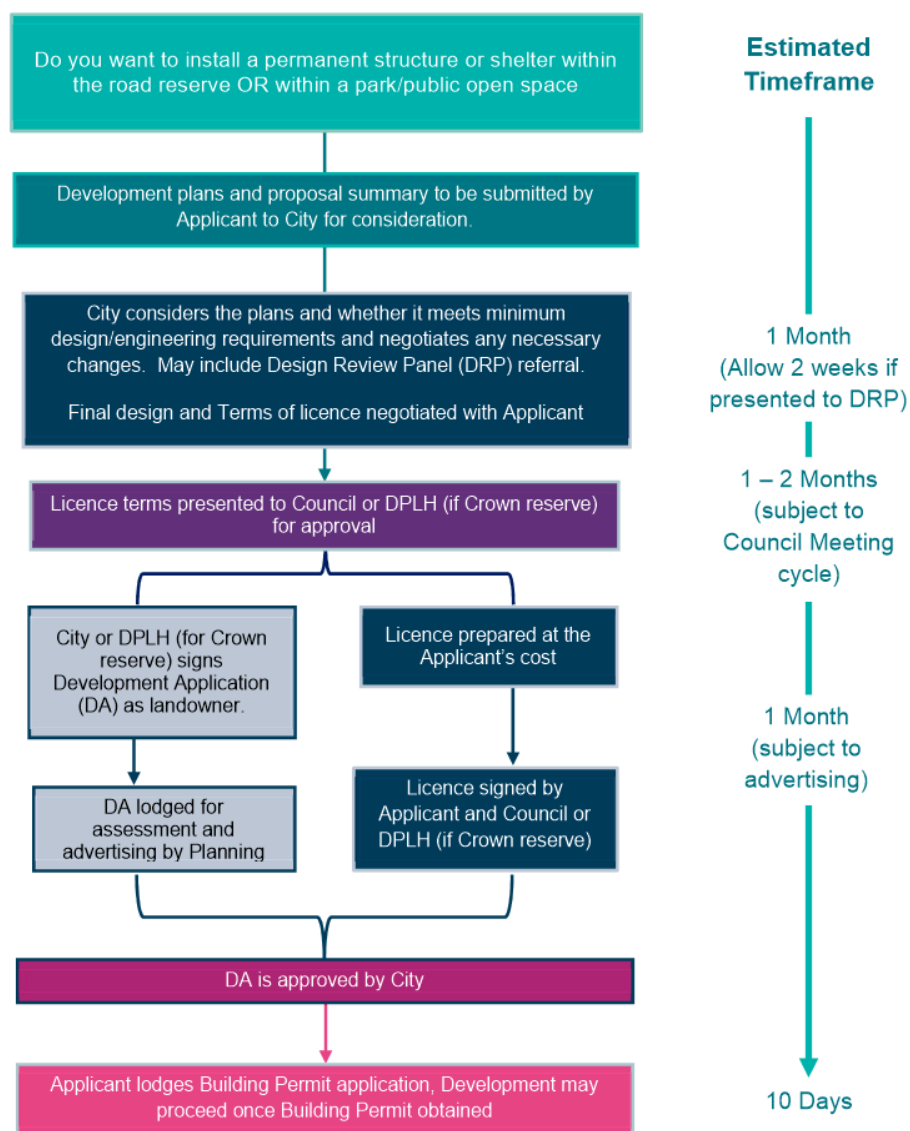 Do you want to install a permanent structure or shelter within
the road reserve OR within a park/public open space
Estimated
Timeframe
Development plans and proposal summary to be submitted by
Applicant to City for consideration.
City considers the plans and whether it meets minimum
design/engineering requirements and negotiates any necessary
changes. May include Design Review Panel (DRP) referral.
Final design and Terms of licence negotiated with Applicant
1 Month
(Allow 2 weeks if
presented to DRP)
Licence terms presented to Council or DPLH (if Crown reserve)
for approval
1 – 2 Months
(subject to
Council Meeting
cycle)
City or DPLH (for Crown
reserve) signs
Development Application
(DA) as landowner.
Licence prepared at the
Applicant's cost
DA lodged for
assessment and
advertising by Planning
Licence signed by
Applicant and Council or
DPLH (if Crown reserve)
1 Month
(subject to
advertising)
DA is approved by City
Applicant lodges Building Permit application, Development may
proceed once Building Permit obtained
10 Days